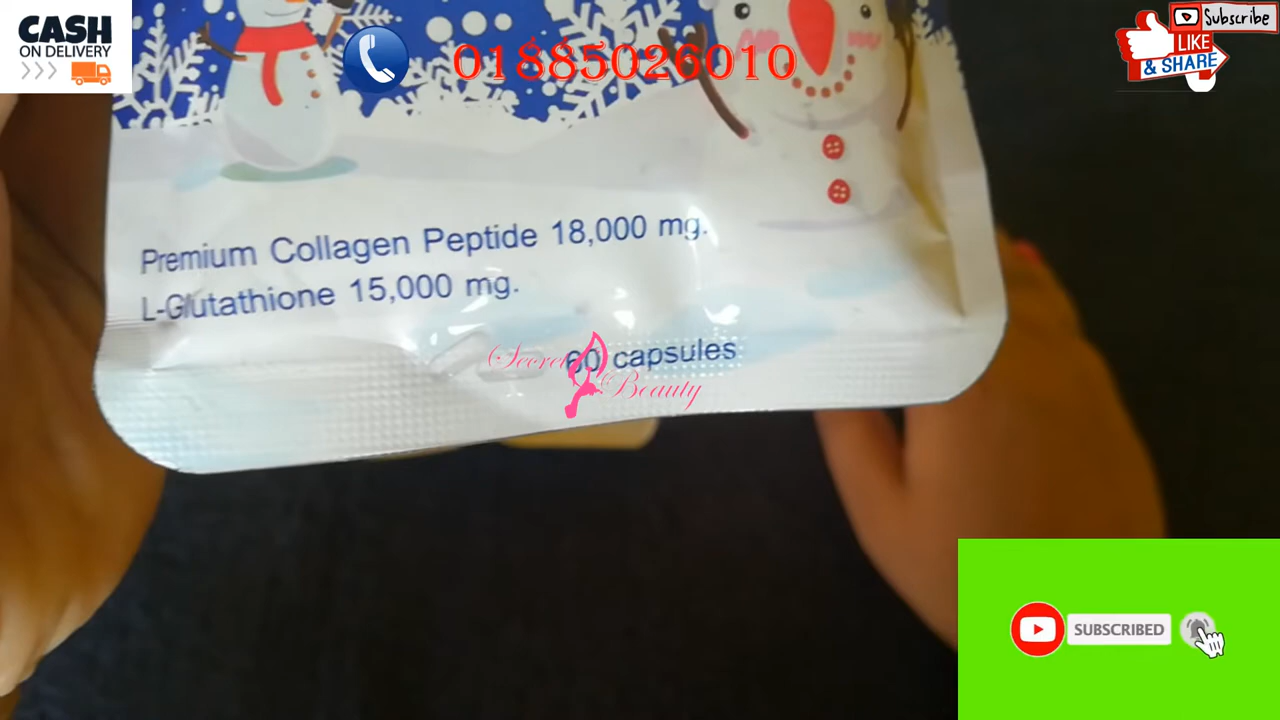 CASH
ON DELIVERY
01885026010
Subscribe
LIKE
& SHARE
Premium Collagen Peptide 18,000 mg.
L-Glutathione 15,000 mg.
60 capsules
Secret
Beauty
SUBSCRIBED